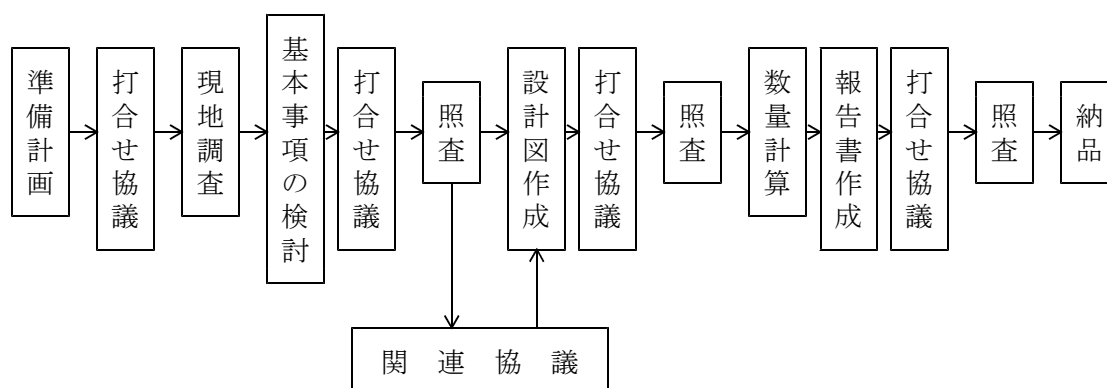 準備計画
打合せ協議
現地調査
基本事項の検討
打合せ協議
照査
設計図作成
打合せ協議
照査
数量計算
報告書作成
打合せ協議
照査
納品
関連協議